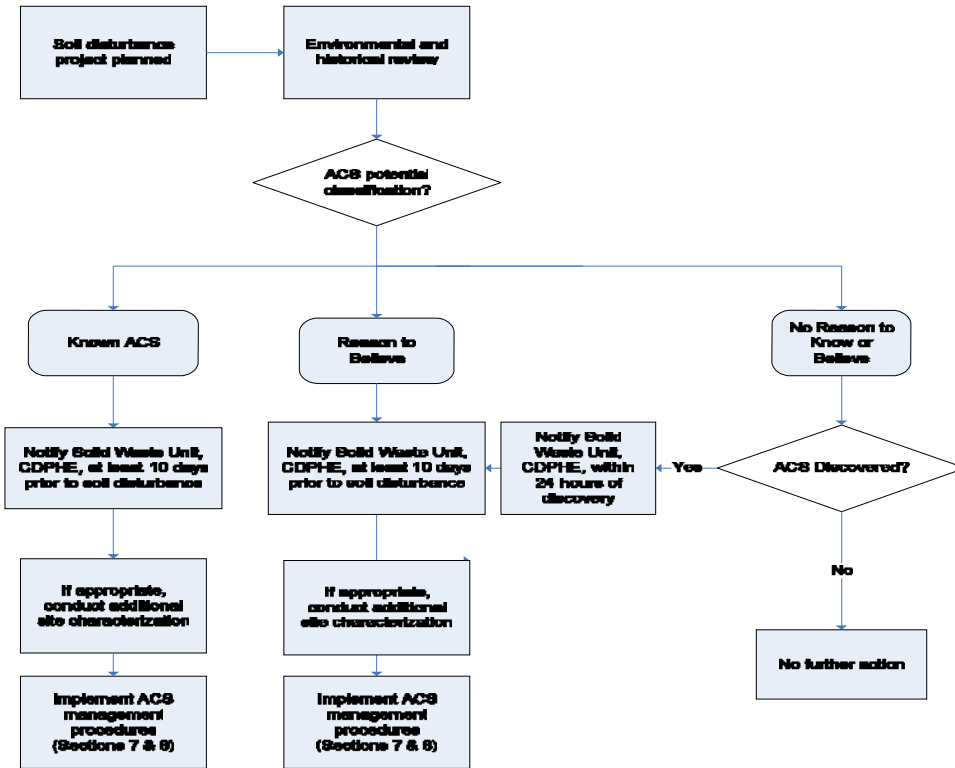 Soil disturbance
project planned
Environmental and
historical review
ACS potential
classification?
Known ACS
Reason to
Believe
No Reason to
Know or
Believe
Notify Solid Waste Unit,
CDPHE, at least 10 days
prior to soil disturbance
Notify Solid Waste Unit,
CDPHE, at least 10 days
prior to soil disturbance
Notify Solid
Waste Unit,
CDPHE, within
24 hours of
discovery
Yes
ACS Discovered?
No
If appropriate,
conduct additional
site characterization
If appropriate,
conduct additional
site characterization
No further action
Implement ACS
management
procedures
(Sections 7 & 8)
Implement ACS
management
procedures
(Sections 7 & 8)